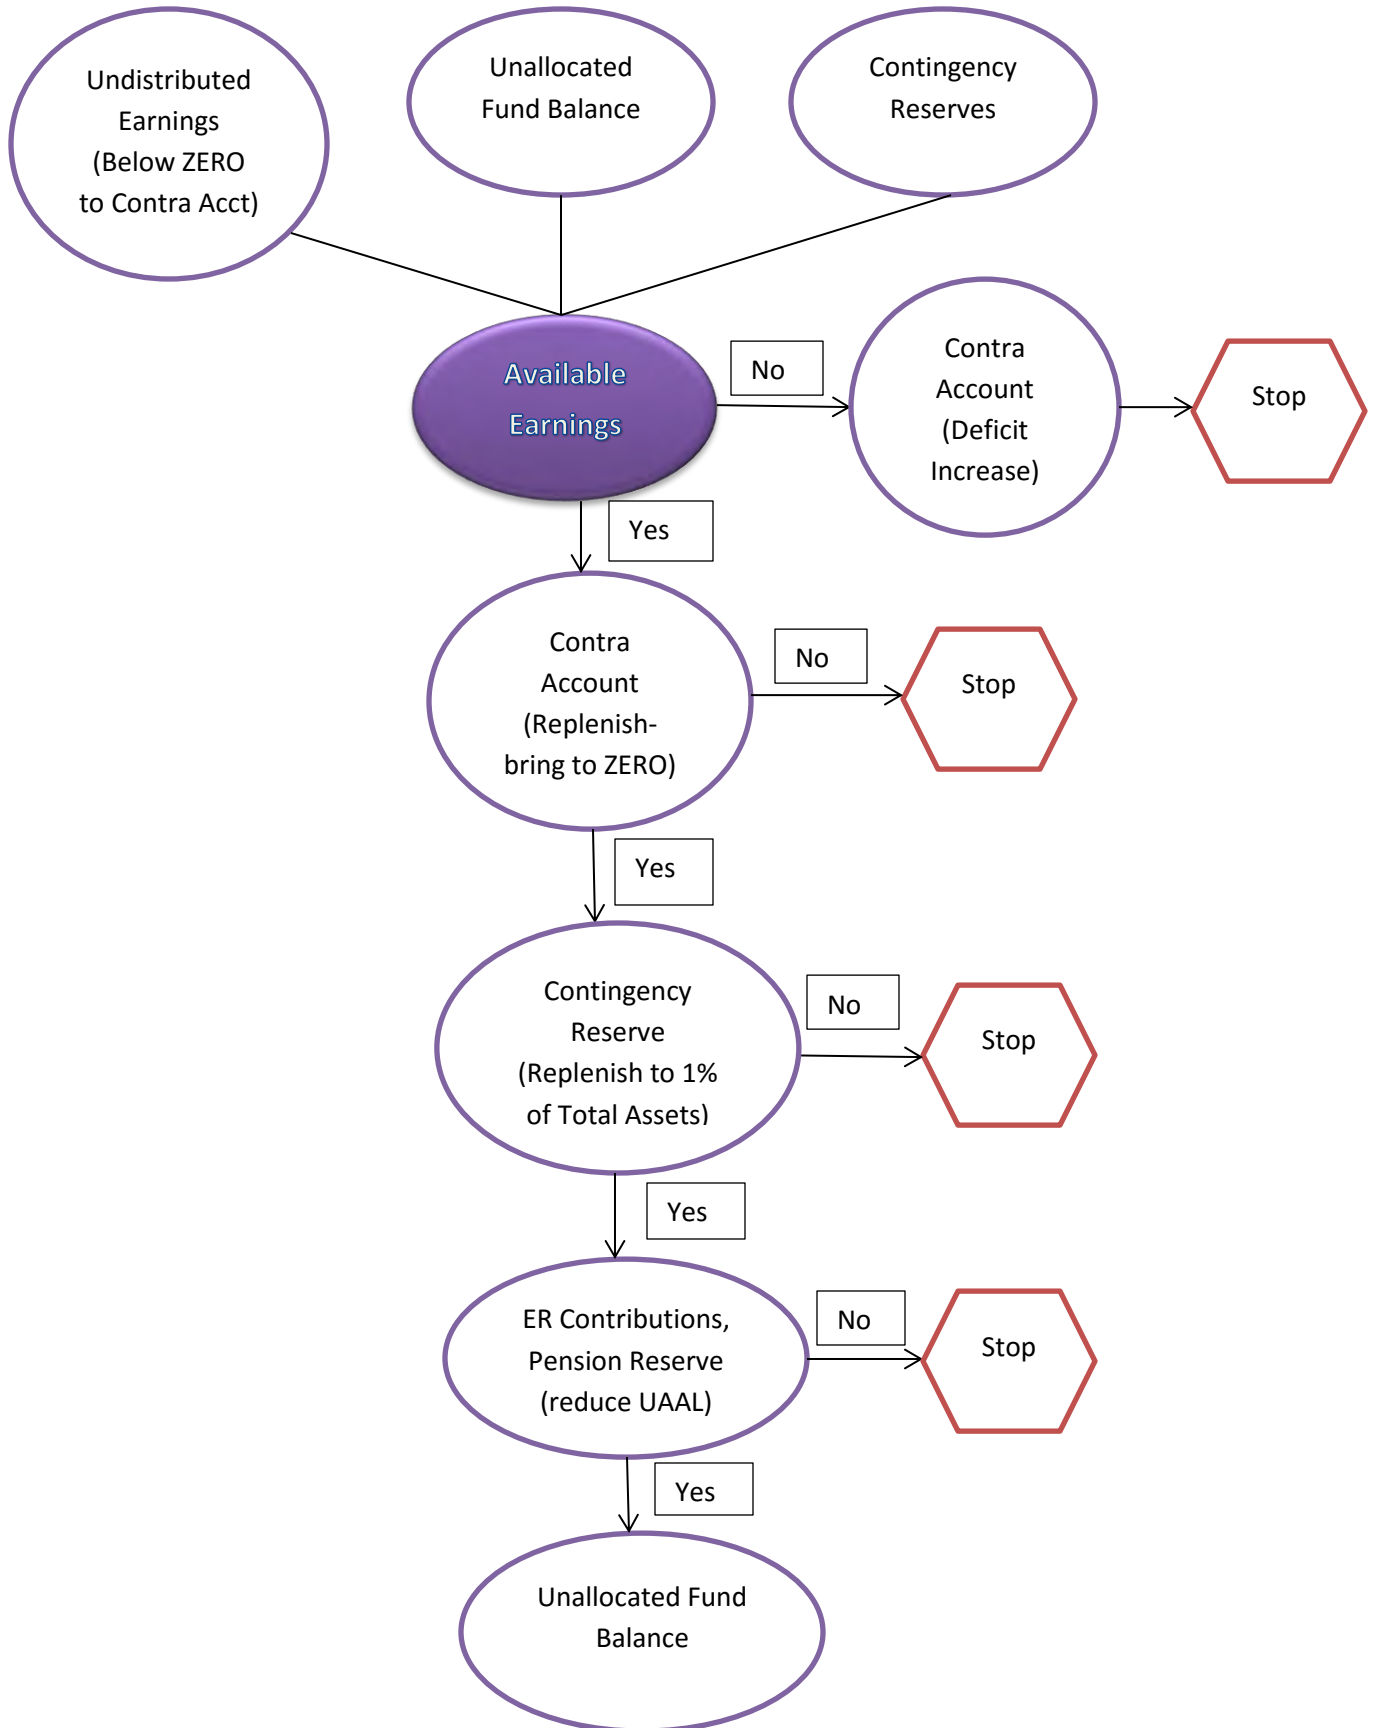 Undistributed
Earnings
(Below ZERO
to Contra Acct)
Unallocated
Fund Balance
Contingency
Reserves
Available
Earnings
No
Contra
Account
(Deficit
Increase)
Stop
Yes
Contra
Account
(Replenish-
bring to ZERO)
No
Stop
Yes
Contingency
Reserve
(Replenish to 1%
of Total Assets)
No
Stop
Yes
ER Contributions,
Pension Reserve
(reduce UAAL)
No
Stop
Yes
Unallocated Fund
Balance